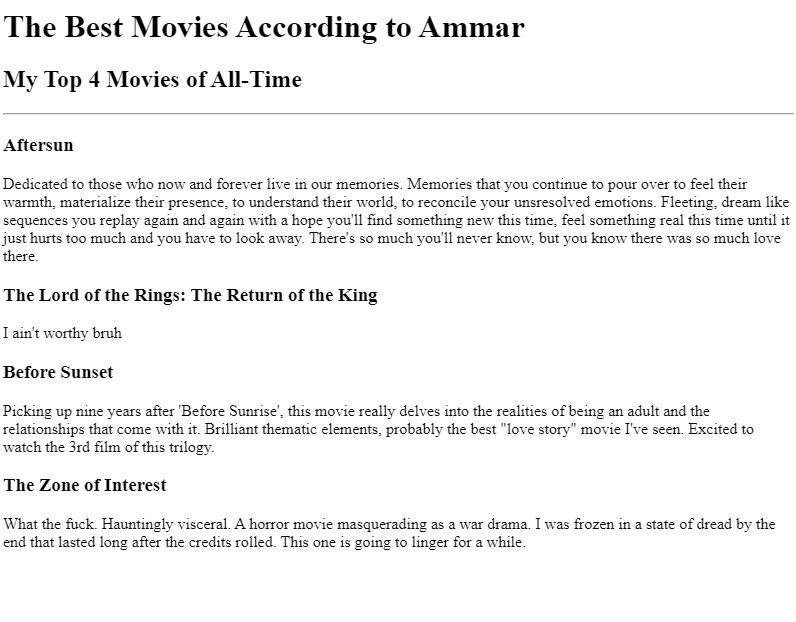 The Best Movies According to Ammar
My Top 4 Movies of All-Time
Aftersun
Dedicated to those who now and forever live in our memories. Memories that you continue to pour over to feel their
warmth, materialize their presence, to understand their world, to reconcile your unsresolved emotions. Fleeting, dream like
sequences you replay again and again with a hope you'll find something new this time, feel something real this time until it
just hurts too much and you have to look away. There's so much you'll never know, but you know there was so much love
there.
The Lord of the Rings: The Return of the King
I ain't worthy bruh
Before Sunset
Picking up nine years after 'Before Sunrise', this movie really delves into the realities of being an adult and the
relationships that come with it. Brilliant thematic elements, probably the best "love story" movie I've seen. Excited to
watch the 3rd film of this trilogy.
The Zone of Interest
What the fuck. Hauntingly visceral. A horror movie masquerading as a war drama. I was frozen in a state of dread by the
end that lasted long after the credits rolled. This one is going to linger for a while.